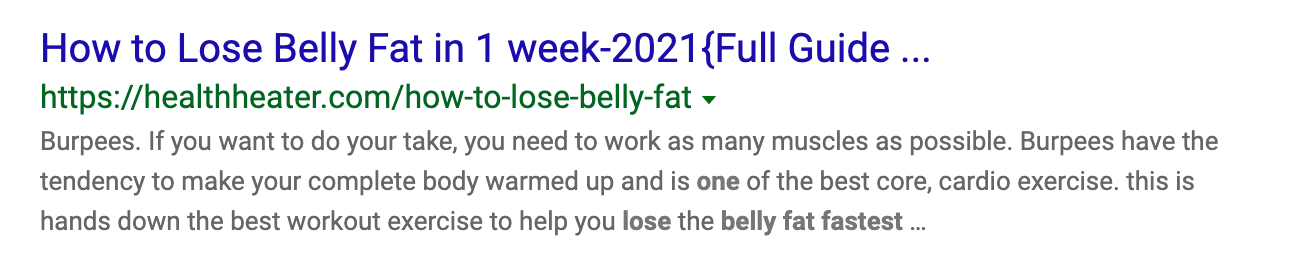 How to Lose Belly Fat in 1 week-2021{Full Guide ...
https://healthheater.com/how-to-lose-belly-fat
Burpees. If you want to do your take, you need to work as many muscles as possible. Burpees have the
tendency to make your complete body warmed up and is one of the best core, cardio exercise. this is
hands down the best workout exercise to help you lose the belly fat fastest ...